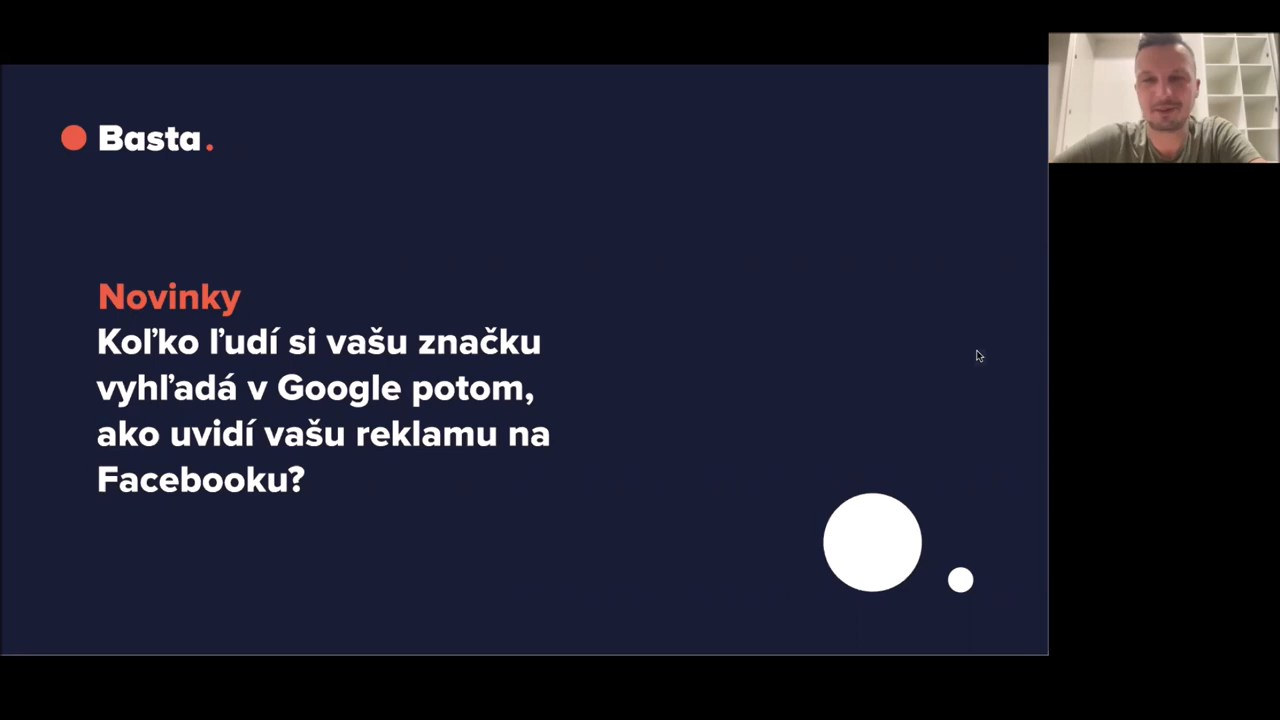 Basta.
Novinky
Koľko ľudí si vašu značku
vyhľadá v Google potom,
ako uvidí vašu reklamu na
Facebooku?